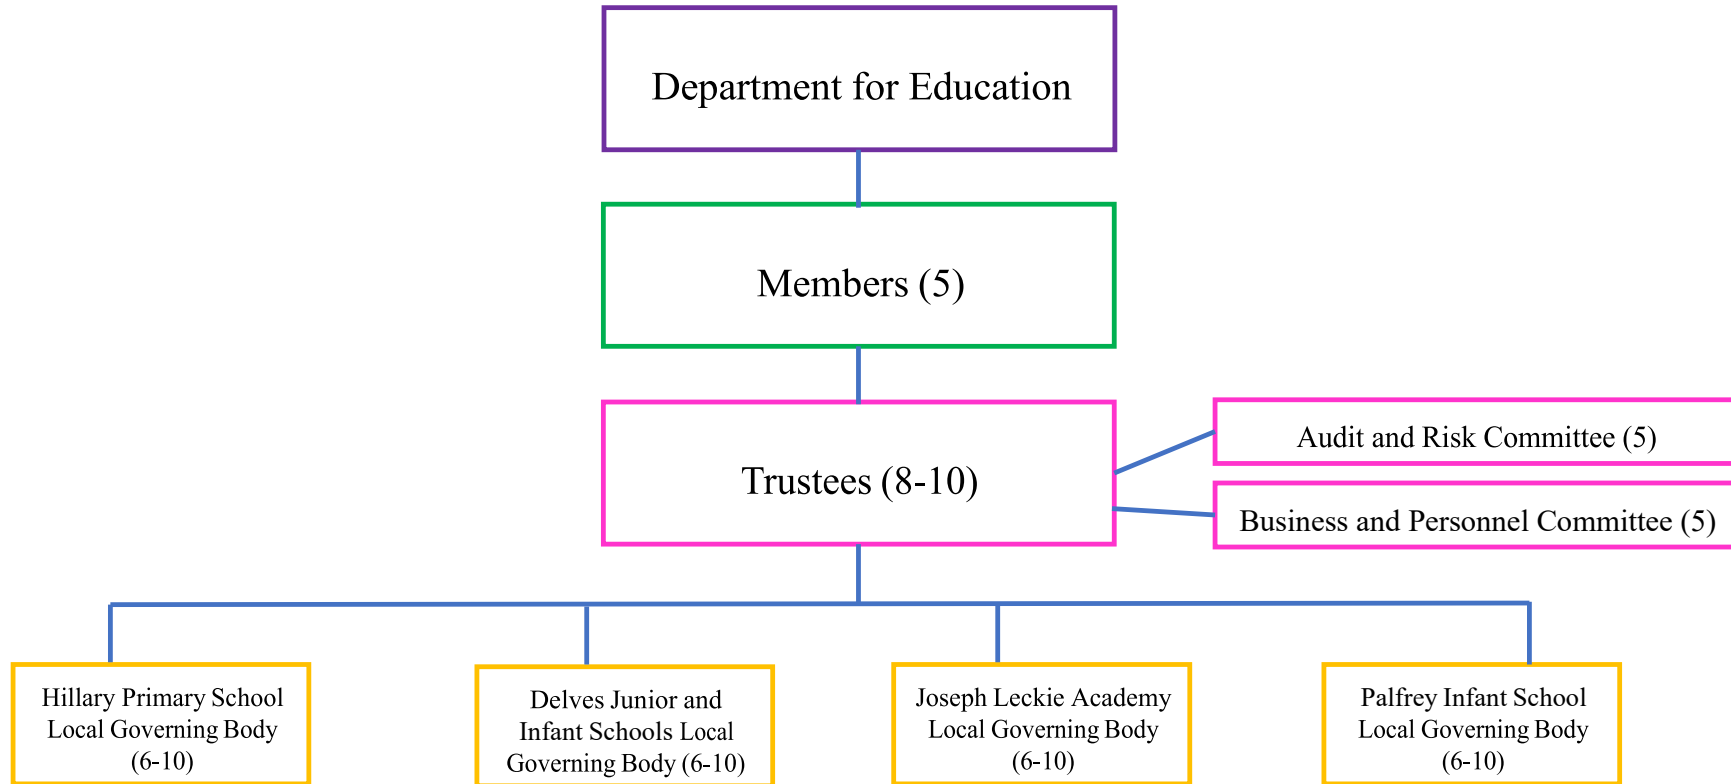 Department for Education
Members (5)
Trustees (8-10)
Audit and Risk Committee (5)
Business and Personnel Committee (5)
Hillary Primary School
Local Governing Body
(6-10)
Delves Junior and
Infant Schools Local
Governing Body (6-10)
Joseph Leckie Academy
Local Governing Body
(6-10)
Palfrey Infant School
Local Governing Body
(6-10)